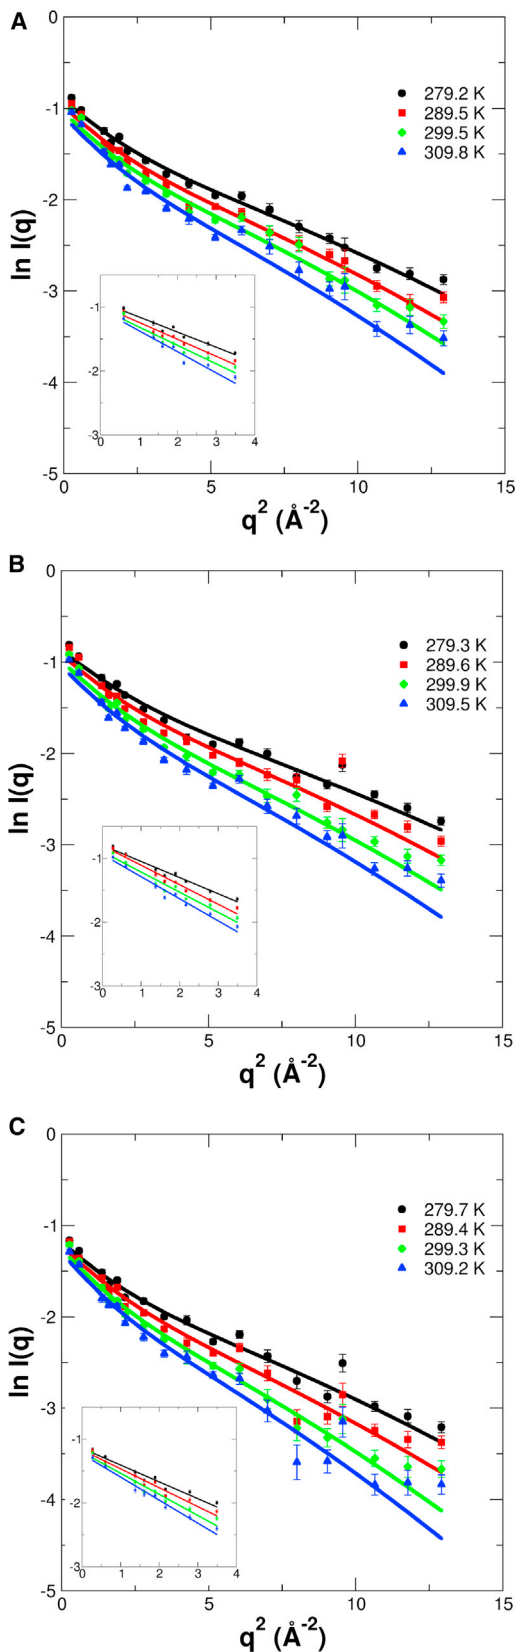 A
0
-1
-2
-3
-4
-5
ln I(q)
279.2 K
289.5 K
299.5 K
309.8 K
-1
-2
-3
0 1 2 3 4
0 5 10 15
q² (Å⁻²)
B
0
-1
-2
-3
-4
-5
ln I(q)
279.3 K
289.6 K
299.9 K
309.5 K
-1
-2
-3
0 1 2 3 4
0 5 10 15
q² (Å⁻²)
C
0
-1
-2
-3
-4
-5
ln I(q)
279.7 K
289.4 K
299.3 K
309.2 K
-1
-2
-3
0 1 2 3 4
0 5 10 15
q² (Å⁻²)